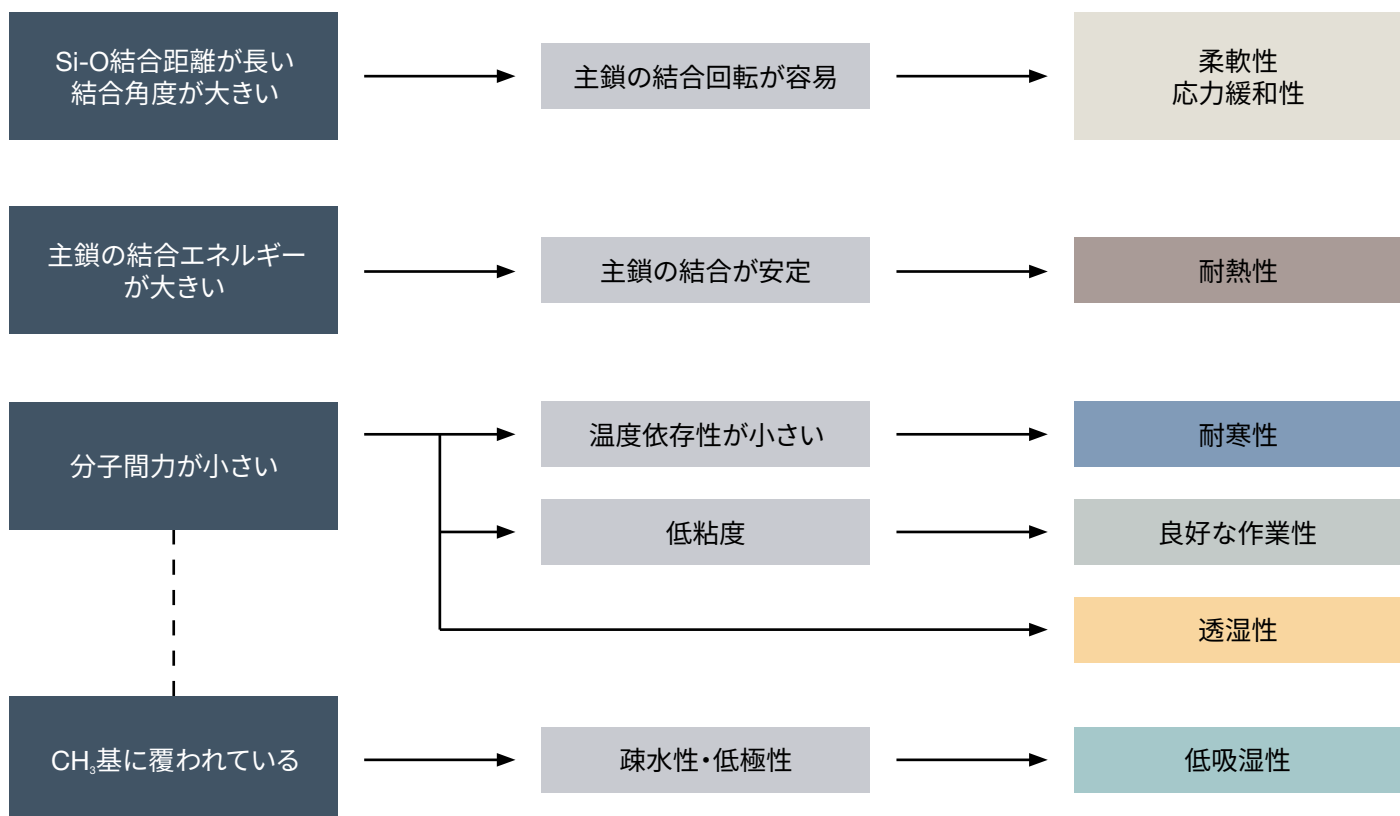 Si-O結合距離が長い
結合角度が大きい
主鎖の結合回転が容易
柔軟性
応力緩和性
主鎖の結合エネルギー
が大きい
主鎖の結合が安定
耐熱性
分子間力が小さい
温度依存性が小さい
耐寒性
低粘度
良好な作業性
透湿性
CH₃基に覆われている
疎水性・低極性
低吸湿性